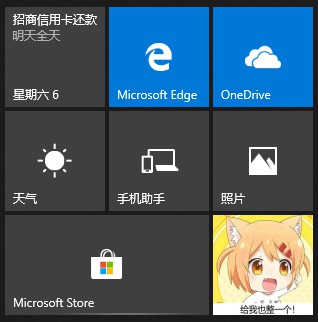 招商信用卡还款
明天全天
星期六 6
Microsoft Edge
OneDrive
天气
手机助手
照片
Microsoft Store
给我也整一个！